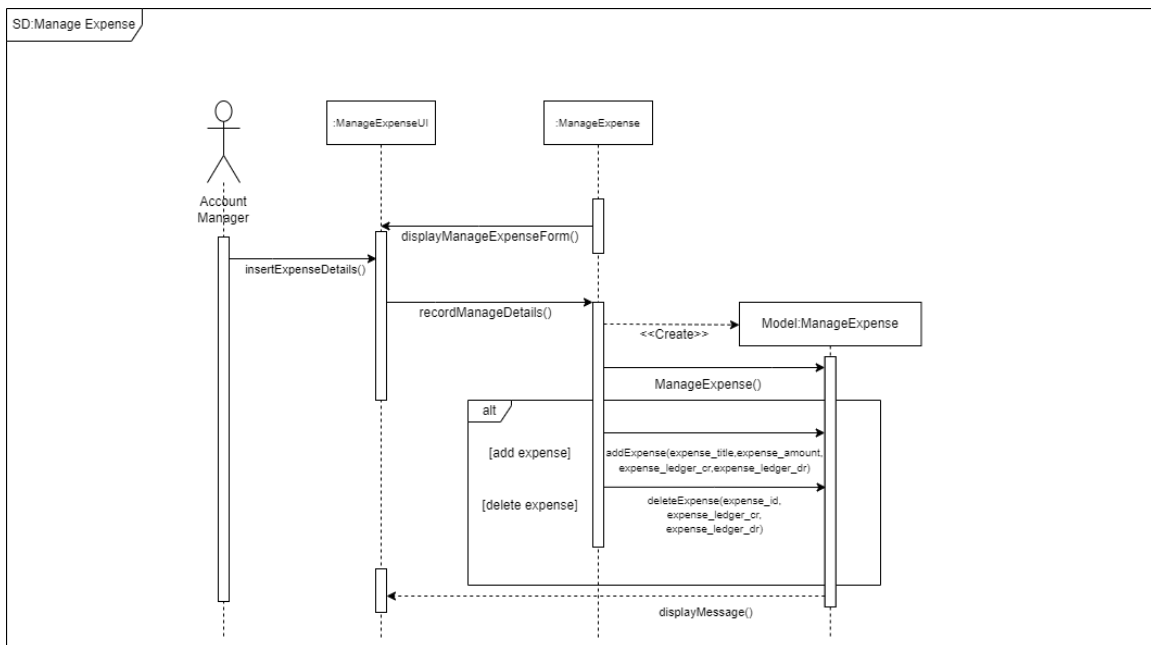 SD:Manage Expense
:ManageExpenseUI
:ManageExpense
Account
Manager
displayManageExpenseForm()
insertExpenseDetails()
recordManageDetails()
Model:ManageExpense
<<Create>>
ManageExpense()
alt
[add expense]
addExpense(expense_title,expense_amount,
expense_ledger_cr,expense_ledger_dr)
[delete expense]
deleteExpense(expense_id,
expense_ledger_cr,
expense_ledger_dr)
displayMessage()